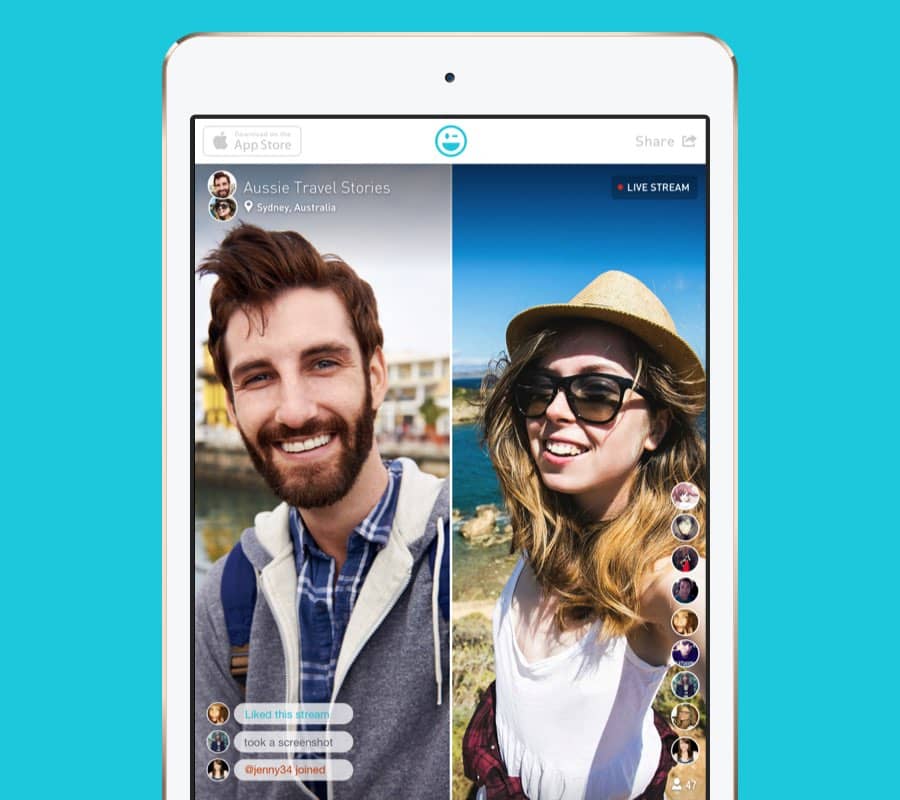 Download on the
App Store
Share
Aussie Travel Stories
Sydney, Australia
LIVE STREAM
Liked this stream
took a screenshot
@jenny34 joined
47